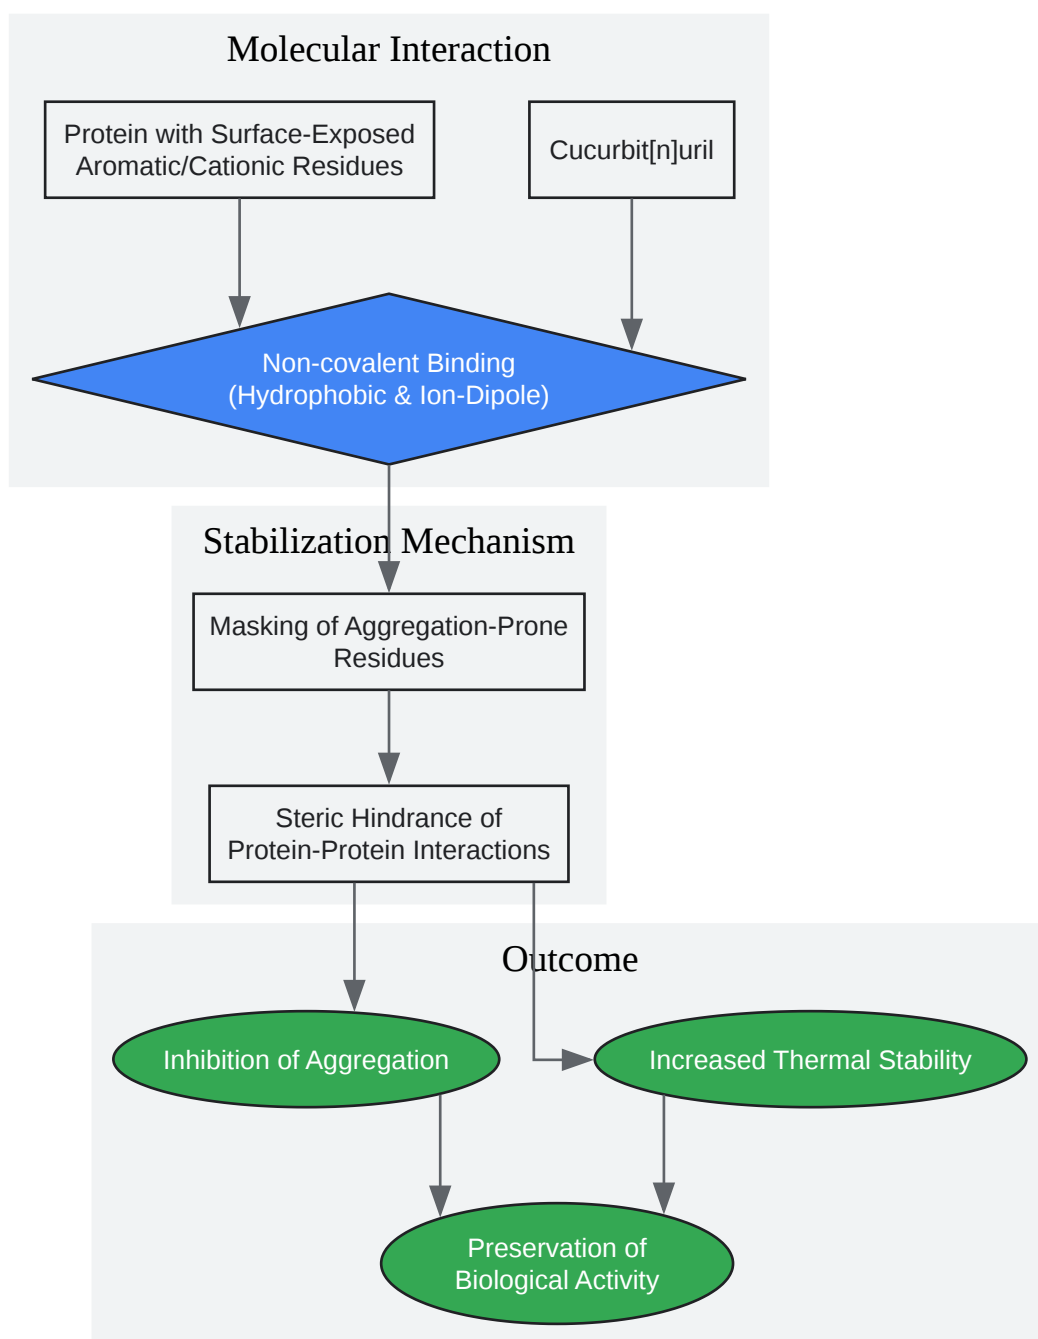 Molecular Interaction
Protein with Surface-Exposed
Aromatic/Cationic Residues
Cucurbit[n]uril
Non-covalent Binding
(Hydrophobic & Ion-Dipole)
Stabilization Mechanism
Masking of Aggregation-Prone
Residues
Steric Hindrance of
Protein-Protein Interactions
Outcome
Inhibition of Aggregation
Increased Thermal Stability
Preservation of
Biological Activity